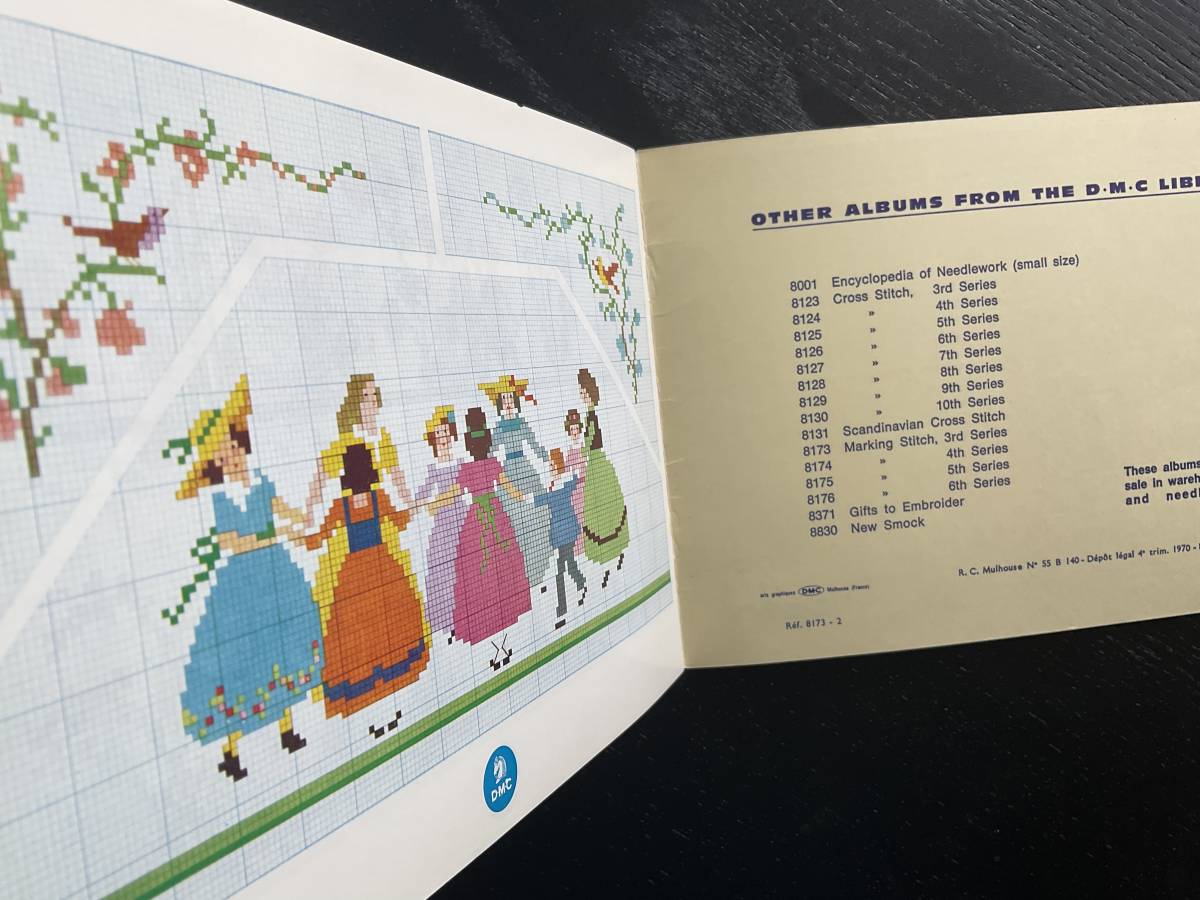 OTHER ALBUMS FROM THE D·M·C
8001 Encyclopedia of Needlework (small size)
8123 Cross Stitch, 3rd Series
8124 » 4th Series
8125 » 5th Series
8126 » 6th Series
8127 » 7th Series
8128 » 8th Series
8129 » 9th Series
8130 » 10th Series
8131 Scandinavian Cross Stitch
8173 Marking Stitch, 3rd Series
8174 » 4th Series
8175 » 5th Series
8176 » 6th Series
8371 Gifts to Embroider
8830 New Smock
These albums
sale in
and
R. C. Mulhouse N° 55 B 140 - Dépôt légal 4e trim. 1970 -
arts graphiques DMC Mulhouse (France)
Réf. 8173 - 2
D·M·C